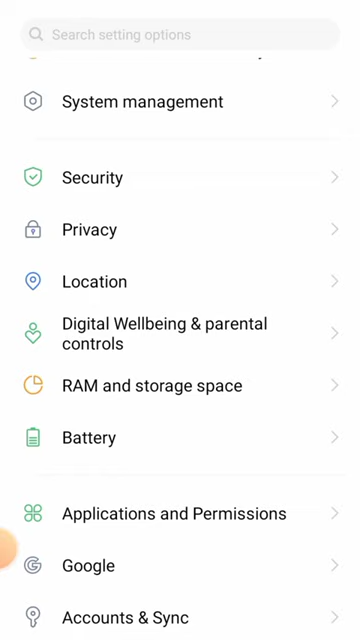 Search setting options
System management
Security
Privacy
Location
Digital Wellbeing & parental
controls
RAM and storage space
Battery
Applications and Permissions
Google
Accounts & Sync